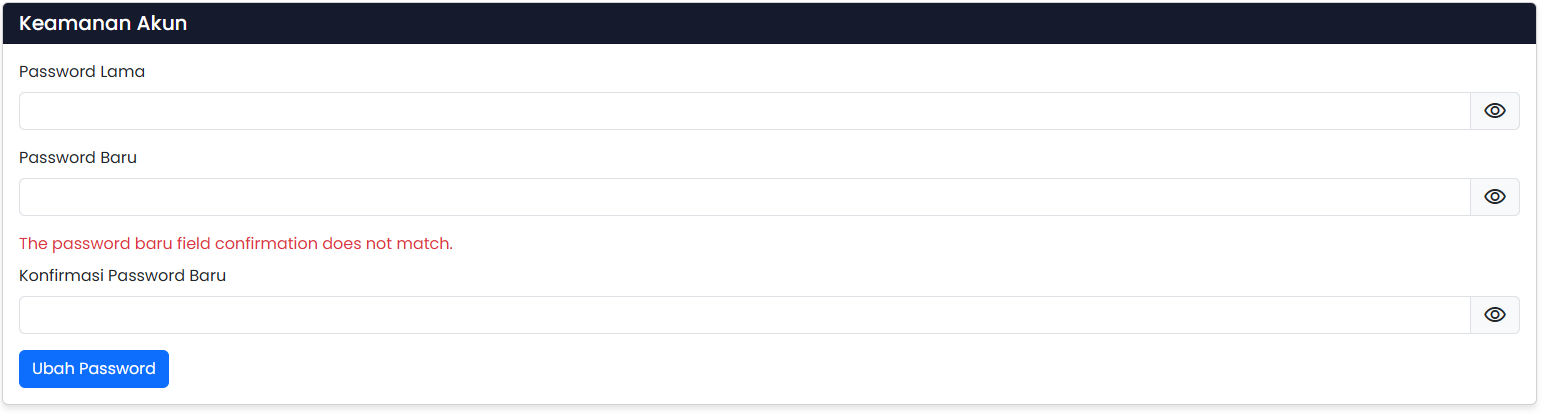 Keamanan Akun
Password Lama
Password Baru
The password baru field confirmation does not match.
Konfirmasi Password Baru
Ubah Password